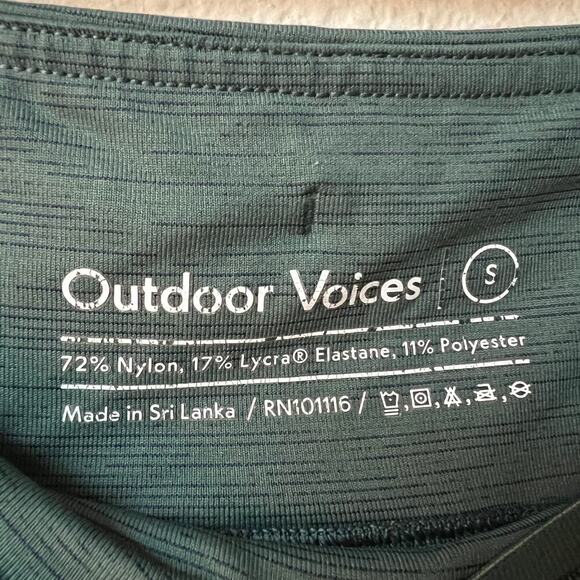 Outdoor Voices S
72% Nylon, 17% Lycra® Elastane, 11% Polyester
Made in Sri Lanka / RN101116 /